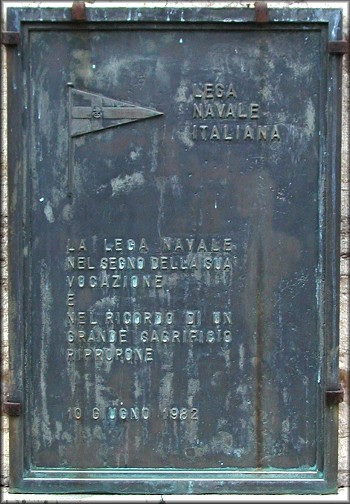 LEGA
NAVALE
ITALIANA
LA LEGA NAVALE
NEL SEGNO DELLA SUA
VOCAZIONE
E
NEL RICORDO DI UN
GRANDE SACRIFICIO
RIPROPONE
10 GIUGNO 1982